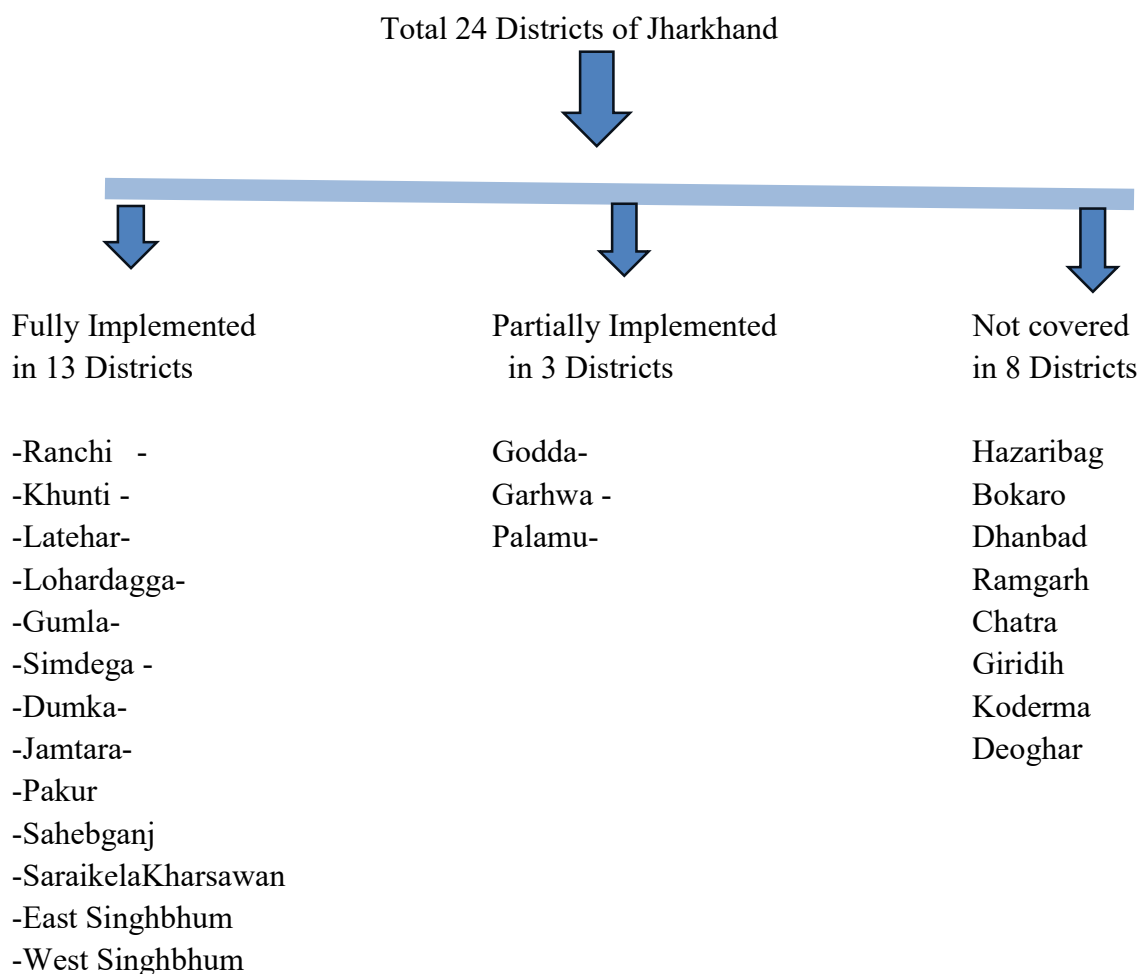 Total 24 Districts of Jharkhand
Fully Implemented
in 13 Districts
-Ranchi -
-Khunti -
-Latehar-
-Lohardagga-
-Gumla-
-Simdega -
-Dumka-
-Jamtara-
-Pakur
-Sahebganj
-SaraikelaKharsawan
-East Singhbhum
-West Singhbhum
Partially Implemented
in 3 Districts
Godda-
Garhwa -
Palamu-
Not covered
in 8 Districts
Hazaribag
Bokaro
Dhanbad
Ramgarh
Chatra
Giridih
Koderma
Deoghar